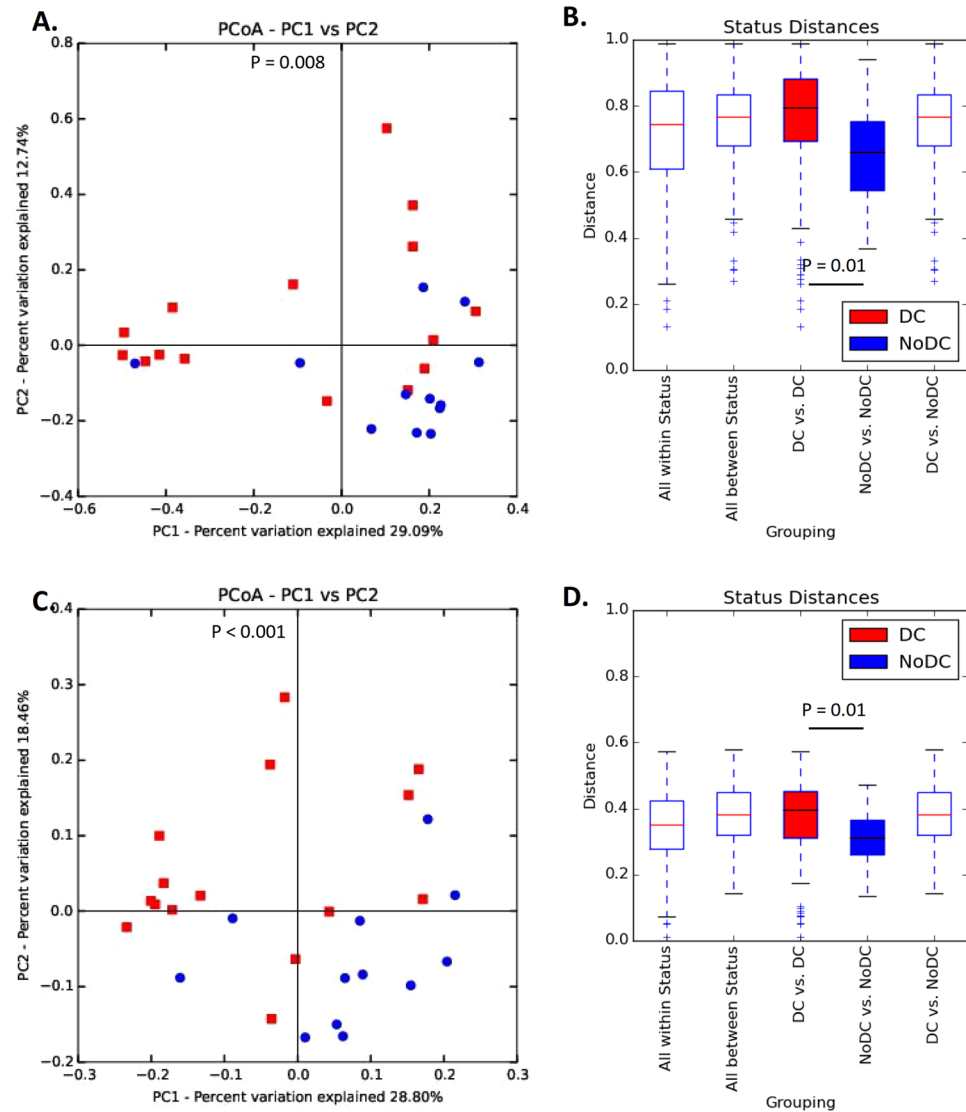 A.
PCoA - PC1 vs PC2
P = 0.008
0.8
0.6
0.4
0.2
0.0
−0.2
−0.4
PC2 - Percent variation explained 12.74%
−0.6
−0.4
−0.2
0.0
0.2
0.4
PC1 - Percent variation explained 29.09%
B.
Status Distances
1.0
0.8
0.6
0.4
0.2
0.0
Distance
P = 0.01
DC
NoDC
All within Status
All between Status
DC vs. DC
NoDC vs. NoDC
DC vs. NoDC
Grouping
C.
PCoA - PC1 vs PC2
P < 0.001
0.4
0.3
0.2
0.1
0.0
−0.1
−0.2
PC2 - Percent variation explained 18.46%
−0.3
−0.2
−0.1
0.0
0.1
0.2
0.3
PC1 - Percent variation explained 28.80%
D.
Status Distances
1.0
0.8
0.6
0.4
0.2
0.0
Distance
DC
NoDC
P = 0.01
All within Status
All between Status
DC vs. DC
NoDC vs. NoDC
DC vs. NoDC
Grouping